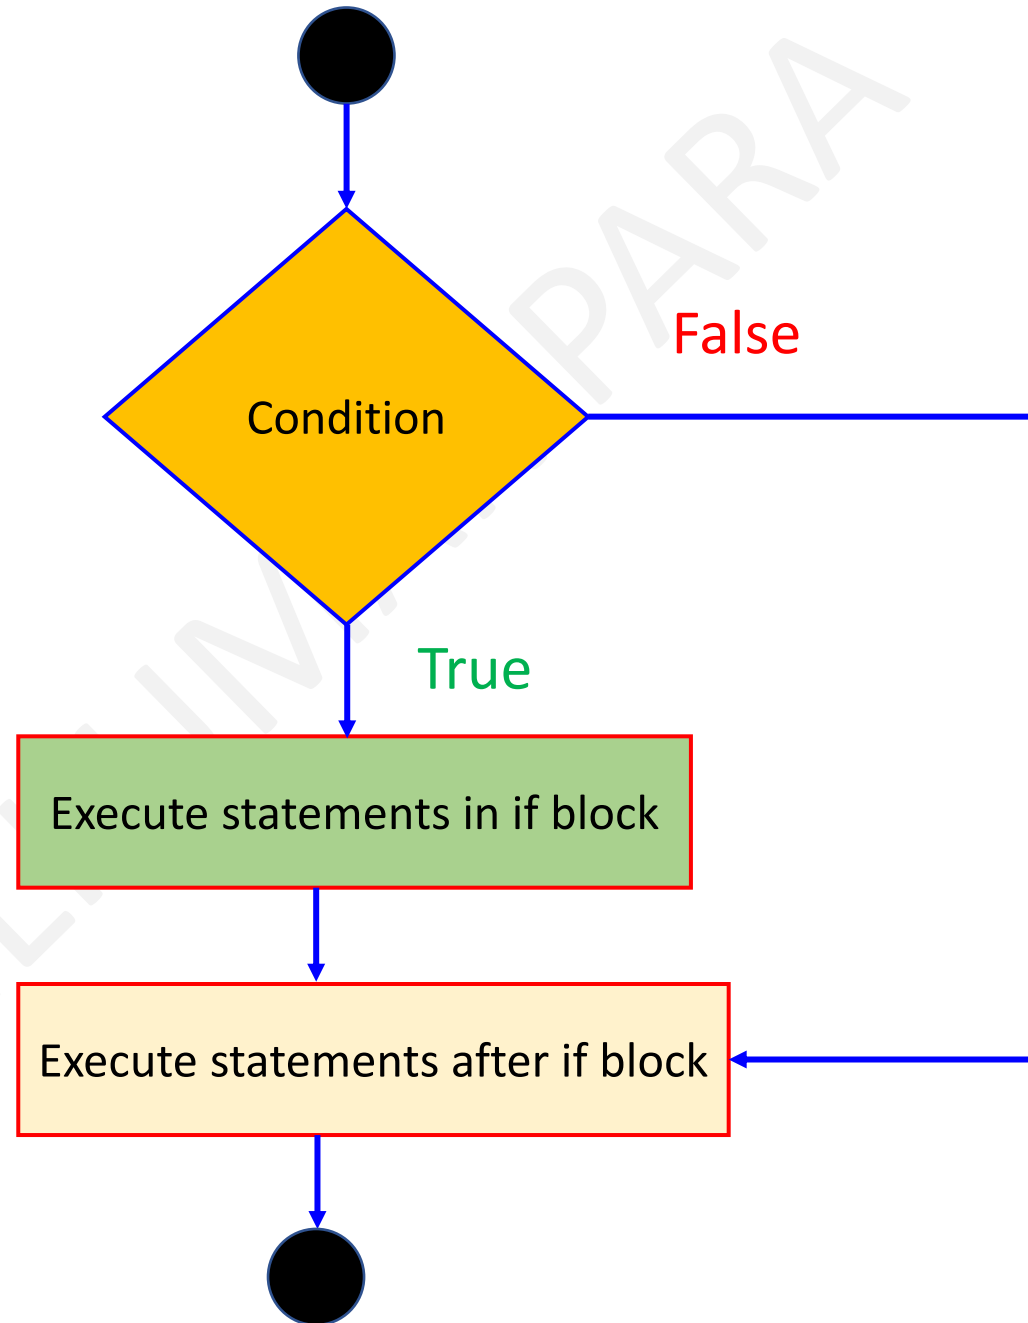 Condition
False
True
Execute statements in if block
Execute statements after if block